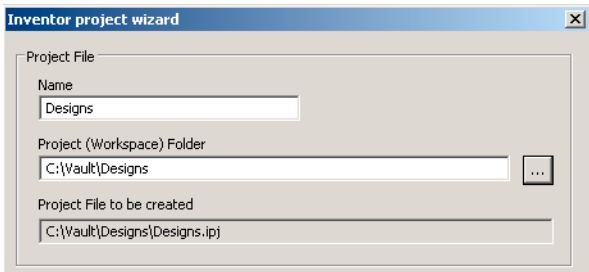 Inventor project wizard
Project File
Name
Designs
Project (Workspace) Folder
C:\Vault\Designs
...
Project File to be created
C:\Vault\Designs\Designs.ipj